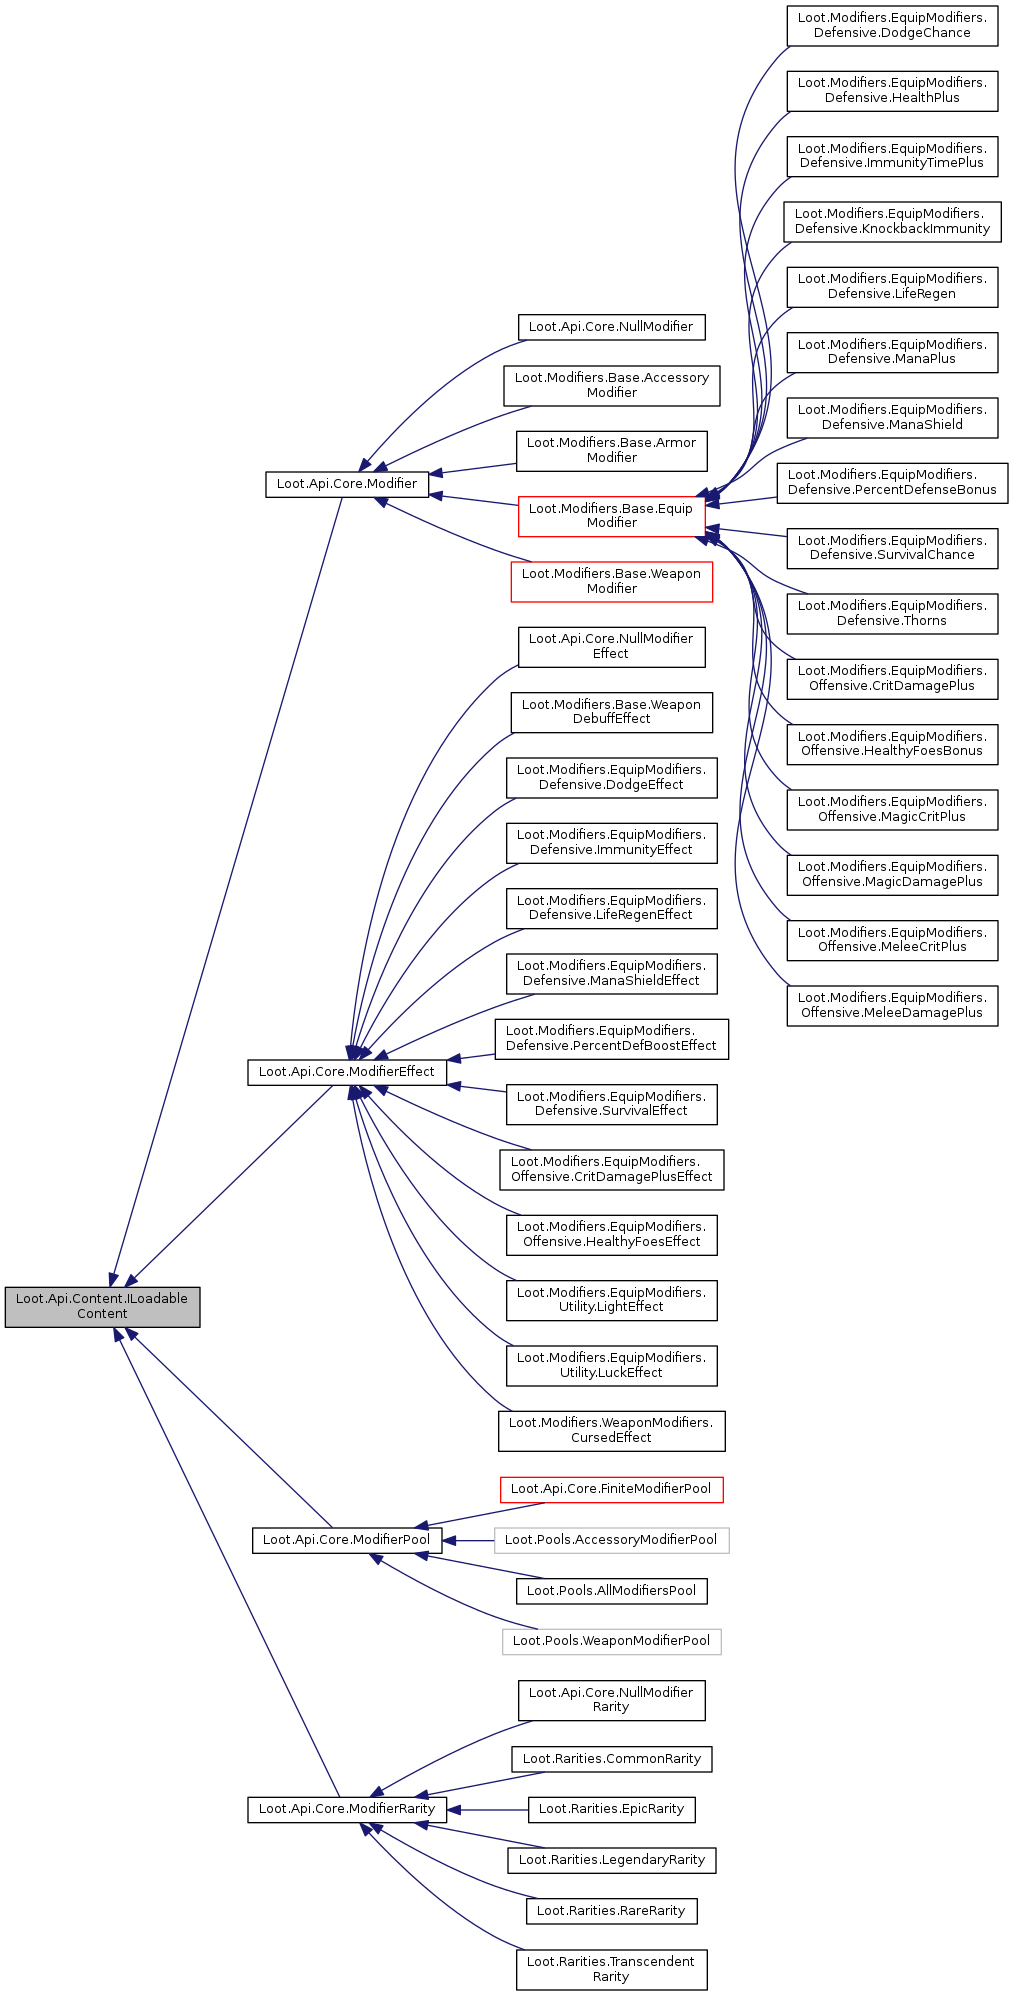 Loot.Modifiers.EquipModifiers.
Defensive.DodgeChance
Loot.Modifiers.EquipModifiers.
Defensive.HealthPlus
Loot.Modifiers.EquipModifiers.
Defensive.ImmunityTimePlus
Loot.Modifiers.EquipModifiers.
Defensive.KnockbackImmunity
Loot.Modifiers.EquipModifiers.
Defensive.LifeRegen
Loot.Modifiers.EquipModifiers.
Defensive.ManaPlus
Loot.Modifiers.EquipModifiers.
Defensive.ManaShield
Loot.Modifiers.EquipModifiers.
Defensive.PercentDefenseBonus
Loot.Modifiers.EquipModifiers.
Defensive.SurvivalChance
Loot.Modifiers.EquipModifiers.
Defensive.Thorns
Loot.Modifiers.EquipModifiers.
Offensive.CritDamagePlus
Loot.Modifiers.EquipModifiers.
Offensive.HealthyFoesBonus
Loot.Modifiers.EquipModifiers.
Offensive.MagicCritPlus
Loot.Modifiers.EquipModifiers.
Offensive.MagicDamagePlus
Loot.Modifiers.EquipModifiers.
Offensive.MeleeCritPlus
Loot.Modifiers.EquipModifiers.
Offensive.MeleeDamagePlus
Loot.Api.Core.NullModifier
Loot.Modifiers.Base.Accessory
Modifier
Loot.Modifiers.Base.Armor
Modifier
Loot.Api.Core.Modifier
Loot.Modifiers.Base.Equip
Modifier
Loot.Modifiers.Base.Weapon
Modifier
Loot.Api.Core.NullModifier
Effect
Loot.Modifiers.Base.Weapon
DebuffEffect
Loot.Modifiers.EquipModifiers.
Defensive.DodgeEffect
Loot.Modifiers.EquipModifiers.
Defensive.ImmunityEffect
Loot.Modifiers.EquipModifiers.
Defensive.LifeRegenEffect
Loot.Modifiers.EquipModifiers.
Defensive.ManaShieldEffect
Loot.Modifiers.EquipModifiers.
Defensive.PercentDefBoostEffect
Loot.Api.Core.ModifierEffect
Loot.Modifiers.EquipModifiers.
Defensive.SurvivalEffect
Loot.Modifiers.EquipModifiers.
Offensive.CritDamagePlusEffect
Loot.Modifiers.EquipModifiers.
Offensive.HealthyFoesEffect
Loot.Modifiers.EquipModifiers.
Utility.LightEffect
Loot.Api.Content.ILoadable
Content
Loot.Modifiers.EquipModifiers.
Utility.LuckEffect
Loot.Modifiers.WeaponModifiers.
CursedEffect
Loot.Api.Core.FiniteModifierPool
Loot.Api.Core.ModifierPool
Loot.Pools.AccessoryModifierPool
Loot.Pools.AllModifiersPool
Loot.Pools.WeaponModifierPool
Loot.Api.Core.NullModifier
Rarity
Loot.Rarities.CommonRarity
Loot.Api.Core.ModifierRarity
Loot.Rarities.EpicRarity
Loot.Rarities.LegendaryRarity
Loot.Rarities.RareRarity
Loot.Rarities.Transcendent
Rarity